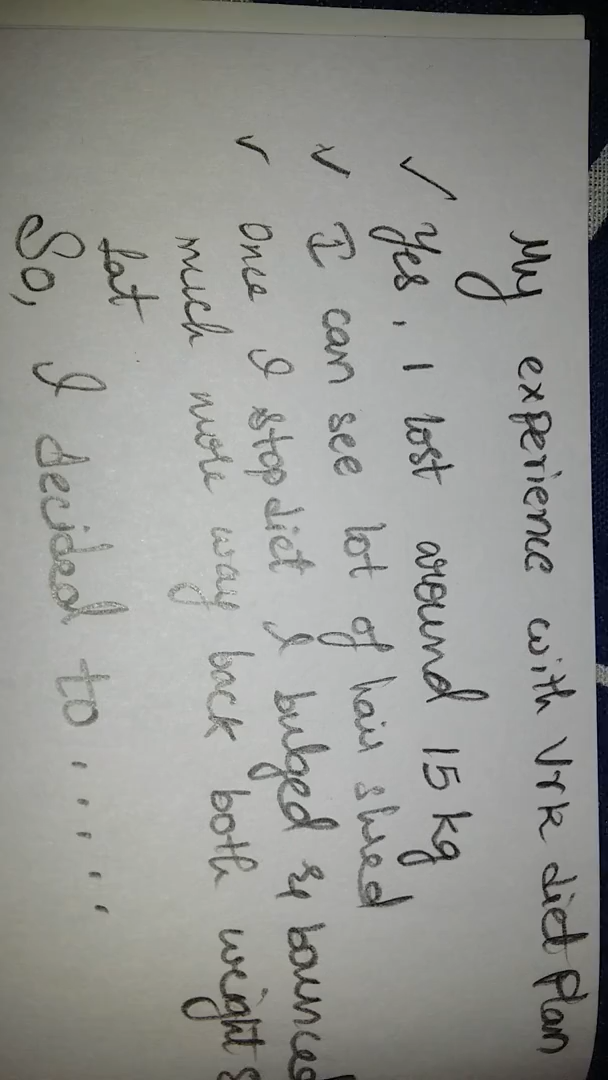 My experience with Vrk diet plan
✓ Yes, I lost around 15 kg
✓ I can see lot of hair shred
✓ Once I stop diet I bulged & bounced
much more way back both weight &
fat
So, I decided to .....